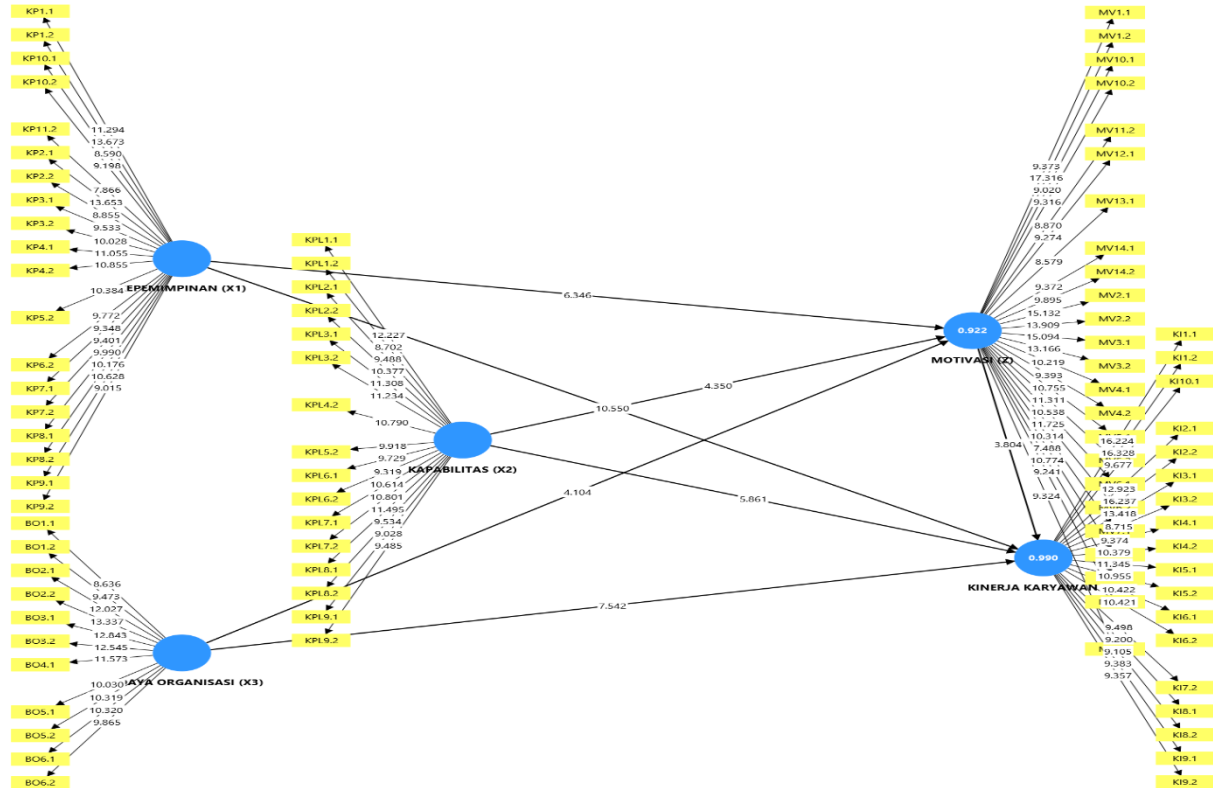 KP1.1
KP1.2
KP10.1
KP10.2
KP11.2
KP2.1
KP2.2
KP3.1
KP3.2
KP4.1
KP4.2
KP5.2
KP6.2
KP7.1
KP7.2
KP8.1
KP8.2
KP9.1
KP9.2
11.294
13.673
8.590
9.198
7.866
13.653
8.855
9.533
10.028
11.055
10.855
10.384
9.772
9.348
9.401
9.990
10.176
10.628
9.015
EPEMIMPINAN (X1)
BO1.1
BO1.2
BO2.1
BO2.2
BO3.1
BO3.2
BO4.1
BO5.1
BO5.2
BO6.1
BO6.2
8.636
9.473
12.027
13.337
12.843
12.545
11.573
10.030
10.319
10.320
9.865
AYA ORGANISASI (X3)
KPL1.1
KPL1.2
KPL2.1
KPL2.2
KPL3.1
KPL3.2
KPL4.2
KPL5.2
KPL6.1
KPL6.2
KPL7.1
KPL7.2
KPL8.1
KPL8.2
KPL9.1
KPL9.2
12.227
8.702
9.488
10.377
11.308
11.234
10.790
9.918
9.729
9.319
10.614
10.801
11.495
9.534
9.028
9.485
KAPABILITAS (X2)
6.346
10.550
4.350
5.861
4.104
7.542
3.804
MV1.1
MV1.2
MV10.1
MV10.2
MV11.2
MV12.1
MV13.1
MV14.1
MV14.2
MV2.1
MV2.2
MV3.1
MV3.2
MV4.1
MV4.2
9.373
17.316
9.020
9.316
8.870
9.274
8.579
9.372
9.895
15.132
13.909
15.094
13.166
10.219
9.393
10.755
11.311
10.538
11.725
10.314
7.488
10.774
9.241
9.324
0.922
MOTIVASI (Z)
KI1.1
KI1.2
KI10.1
KI2.1
KI2.2
KI3.1
KI3.2
KI4.1
KI4.2
KI5.1
KI5.2
KI6.1
KI6.2
KI7.2
KI8.1
KI8.2
KI9.1
KI9.2
16.224
16.328
9.677
12.923
16.237
13.418
8.715
9.374
10.379
11.345
10.955
10.422
10.421
9.498
9.200
9.105
9.383
9.357
0.990
KINERJA KARYAWAN